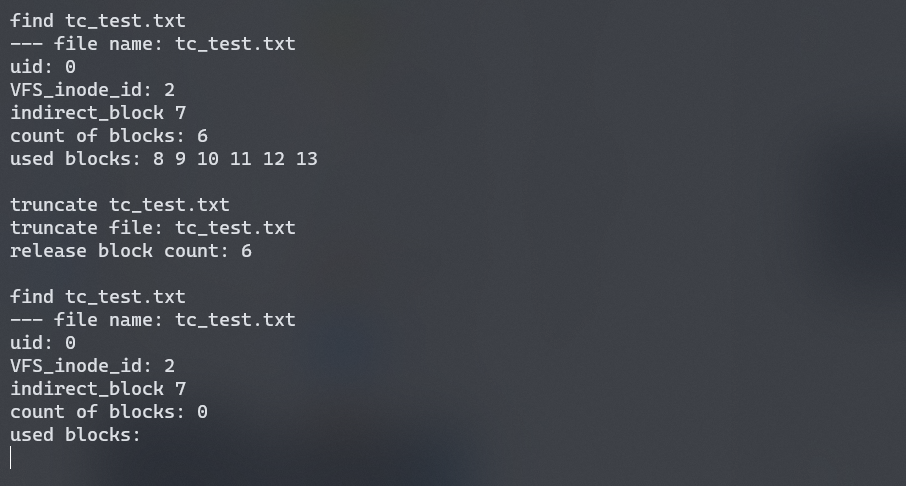 find tc_test.txt
--- file name: tc_test.txt
uid: 0
VFS_inode_id: 2
indirect_block 7
count of blocks: 6
used blocks: 8 9 10 11 12 13
truncate tc_test.txt
truncate file: tc_test.txt
release block count: 6
find tc_test.txt
--- file name: tc_test.txt
uid: 0
VFS_inode_id: 2
indirect_block 7
count of blocks: 0
used blocks: